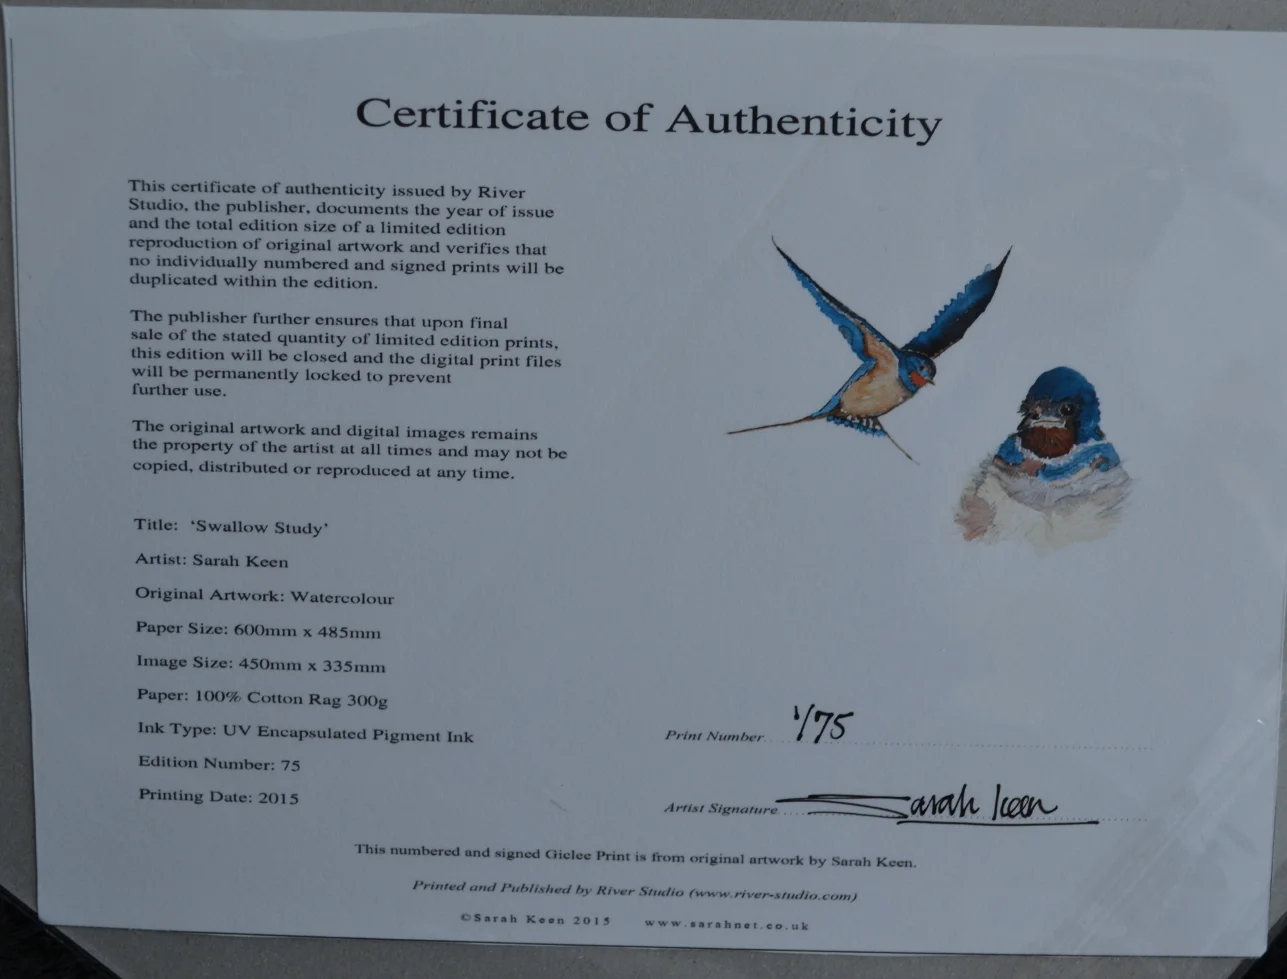 Certificate of Authenticity
This certificate of authenticity issued by River
Studio, the publisher, documents the year of issue
and the total edition size of a limited edition
reproduction of original artwork and verifies that
no individually numbered and signed prints will be
duplicated within the edition.
The publisher further ensures that upon final
sale of the stated quantity of limited edition prints,
this edition will be closed and the digital print files
will be permanently locked to prevent
further use.
The original artwork and digital images remains
the property of the artist at all times and may not be
copied, distributed or reproduced at any time.
Title: ‘Swallow Study’
Artist: Sarah Keen
Original Artwork: Watercolour
Paper Size: 600mm x 485mm
Image Size: 450mm x 335mm
Paper: 100% Cotton Rag 300g
Ink Type: UV Encapsulated Pigment Ink
Edition Number: 75
Printing Date: 2015
Print Number 1/75
Artist Signature Sarah Keen
This numbered and signed Giclee Print is from original artwork by Sarah Keen.
Printed and Published by River Studio (www.river-studio.com)
©Sarah Keen 2015 www.sarahnet.co.uk